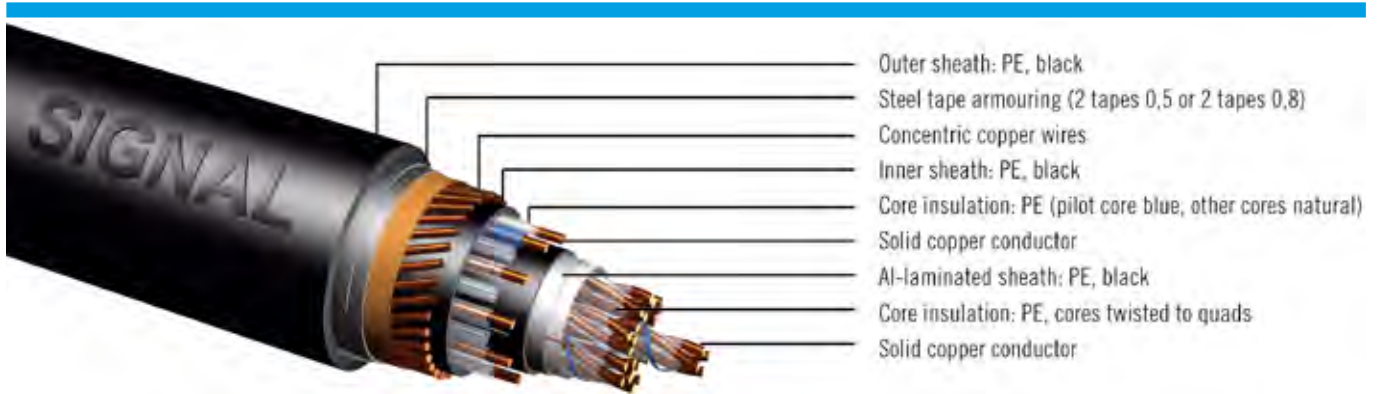 SIGNAL
Outer sheath: PE, black
Steel tape armouring (2 tapes 0,5 or 2 tapes 0,8)
Concentric copper wires
Inner sheath: PE, black
Core insulation: PE (pilot core blue, other cores natural)
Solid copper conductor
Al-laminated sheath: PE, black
Core insulation: PE, cores twisted to quads
Solid copper conductor